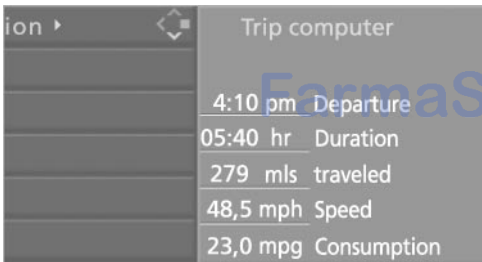 ion
Trip computer
FarmaS
4:10 pm Departure
05:40 hr Duration
279 mls traveled
48,5 mph Speed
23,0 mpg Consumption